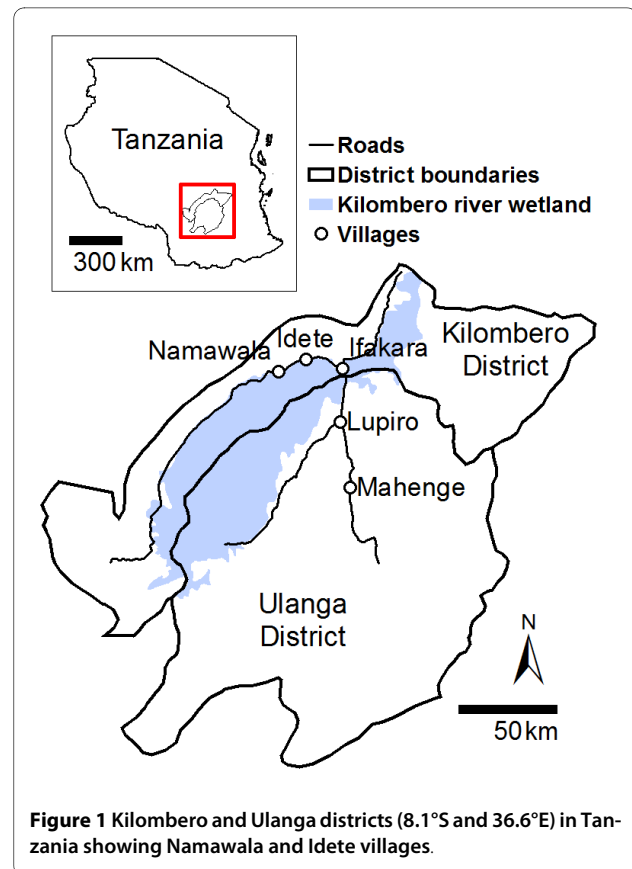 Tanzania
300 km
Roads
District boundaries
Kilombero river wetland
Villages
Kilombero
District
Namawala
Idete
Ifakara
Lupiro
Mahenge
Ulanga
District
N
50 km
Figure 1 Kilombero and Ulanga districts (8.1°S and 36.6°E) in Tan-
zania showing Namawala and Idete villages.